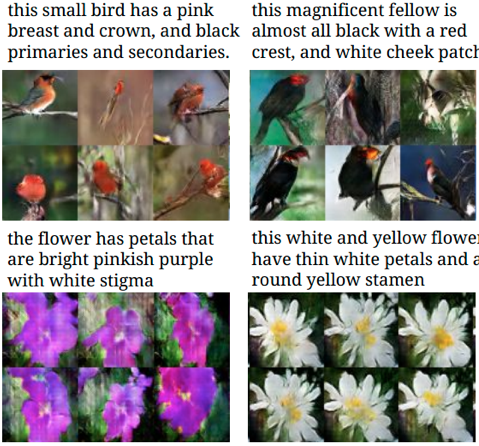 this small bird has a pink
breast and crown, and black
primaries and secondaries.
this magnificent fellow is
almost all black with a red
crest, and white cheek patch
the flower has petals that
are bright pinkish purple
with white stigma
this white and yellow flower
have thin white petals and a
round yellow stamen